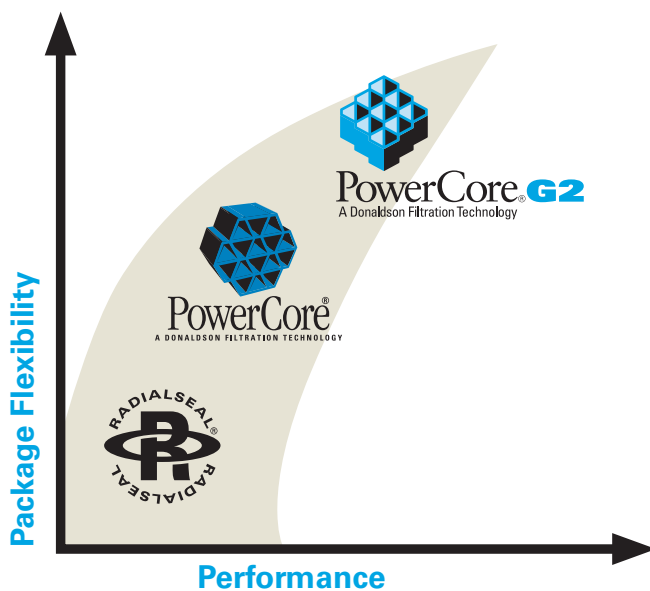 PowerCore® G2
A Donaldson Filtration Technology
PowerCore®
A DONALDSON FILTRATION TECHNOLOGY
RADIALSEAL®
R
RADIALSEAL
Package Flexibility
Performance